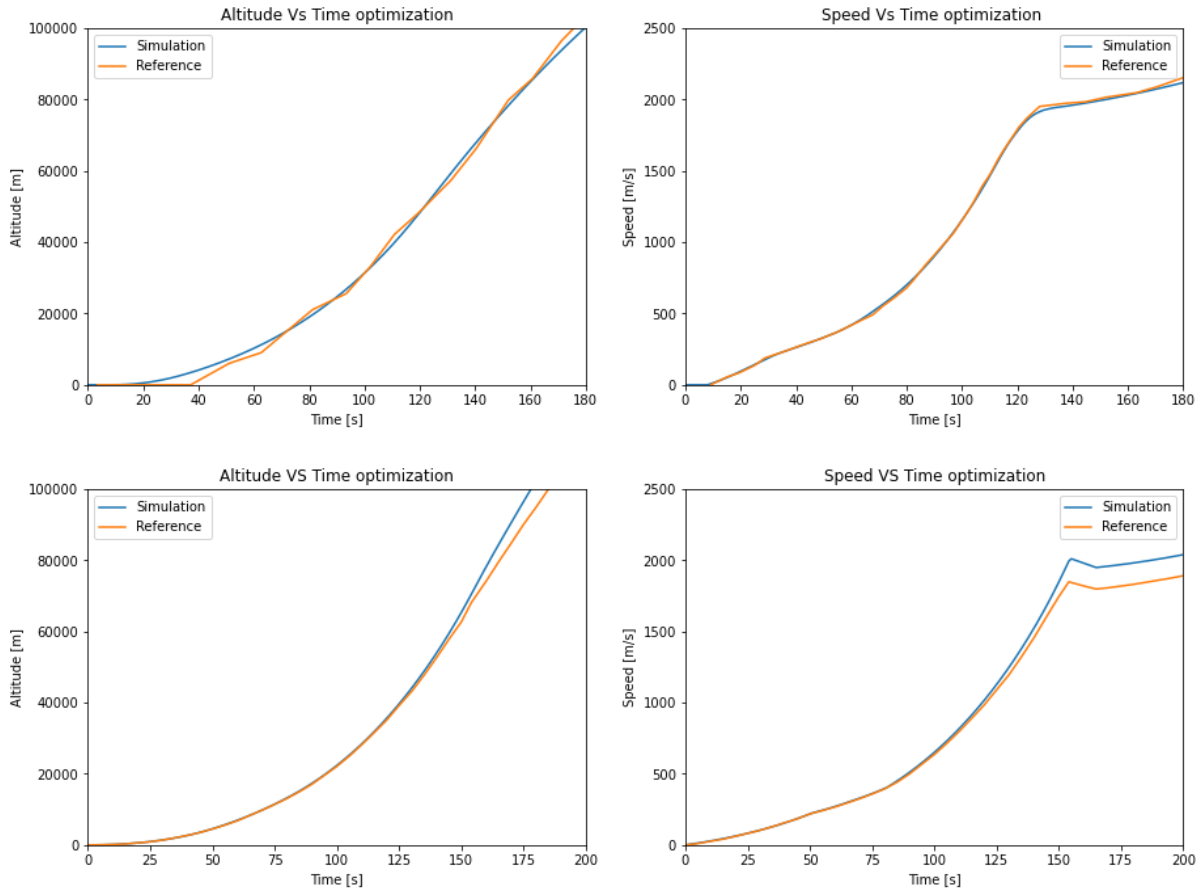 Altitude Vs Time optimization
100000
80000
60000
40000
20000
0
Altitude [m]
Simulation
Reference
0 20 40 60 80 100 120 140 160 180
Time [s]
Speed Vs Time optimization
2500
2000
1500
1000
500
0
Speed [m/s]
Simulation
Reference
0 20 40 60 80 100 120 140 160 180
Time [s]
Altitude VS Time optimization
100000
80000
60000
40000
20000
0
Altitude [m]
Simulation
Reference
0 25 50 75 100 125 150 175 200
Time [s]
Speed VS Time optimization
2500
2000
1500
1000
500
0
Speed [m/s]
Simulation
Reference
0 25 50 75 100 125 150 175 200
Time [s]